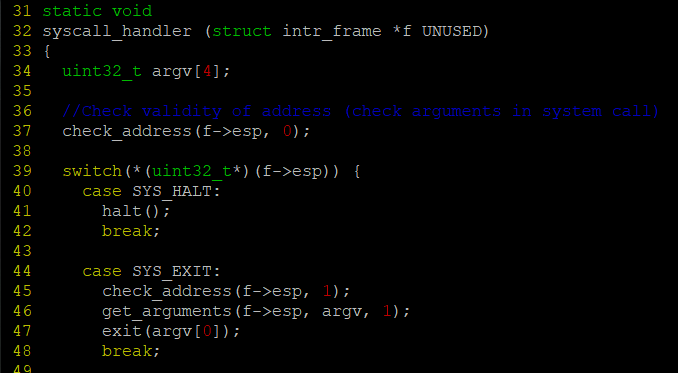 31 static void
32 syscall_handler (struct intr_frame *f UNUSED)
33 {
34   uint32_t argv[4];
35
36   //Check validity of address (check arguments in system call)
37   check_address(f->esp, 0);
38
39   switch(*(uint32_t*)(f->esp)) {
40     case SYS_HALT:
41       halt();
42       break;
43
44     case SYS_EXIT:
45       check_address(f->esp, 1);
46       get_arguments(f->esp, argv, 1);
47       exit(argv[0]);
48       break;
49